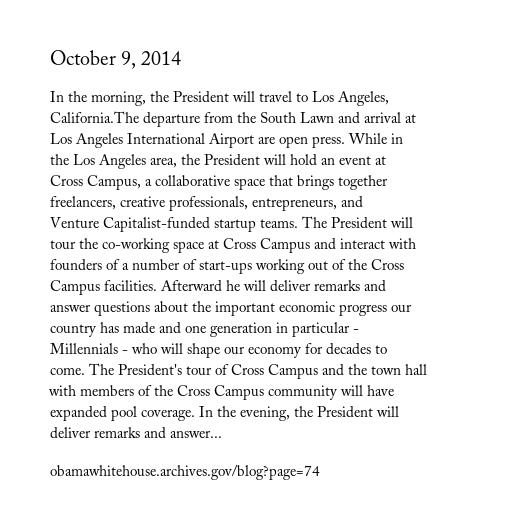 October 9, 2014
In the morning, the President will travel to Los Angeles,
California.The departure from the South Lawn and arrival at
Los Angeles International Airport are open press. While in
the Los Angeles area, the President will hold an event at
Cross Campus, a collaborative space that brings together
freelancers, creative professionals, entrepreneurs, and
Venture Capitalist-funded startup teams. The President will
tour the co-working space at Cross Campus and interact with
founders of a number of start-ups working out of the Cross
Campus facilities. Afterward he will deliver remarks and
answer questions about the important economic progress our
country has made and one generation in particular -
Millennials - who will shape our economy for decades to
come. The President's tour of Cross Campus and the town hall
with members of the Cross Campus community will have
expanded pool coverage. In the evening, the President will
deliver remarks and answer...
obamawhitehouse.archives.gov/blog?page=74